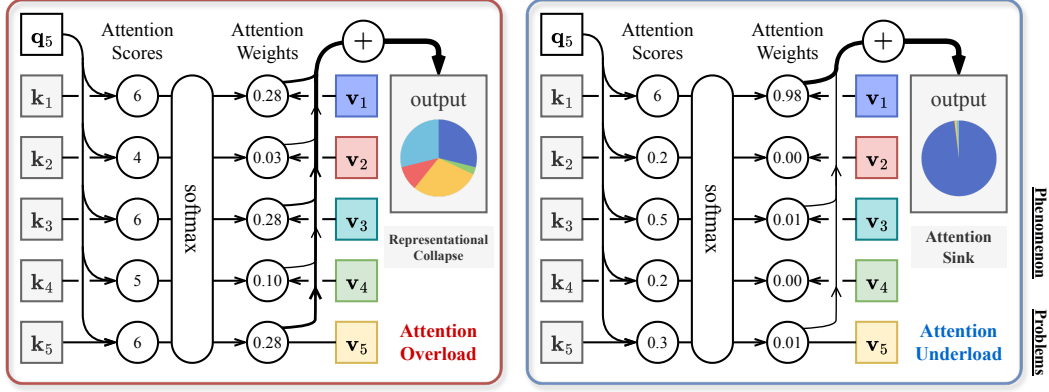 q5
Attention
Scores
Attention
Weights
+
k1
6
0.28
v1
output
k2
4
0.03
v2
k3
6
softmax
0.28
v3
Representational
Collapse
k4
5
0.10
v4
k5
6
0.28
v5
Attention
Overload
q5
Attention
Scores
Attention
Weights
+
k1
6
0.98
v1
output
k2
0.2
0.00
v2
k3
0.5
softmax
0.01
v3
Attention
Sink
k4
0.2
0.00
v4
k5
0.3
0.01
v5
Attention
Underload
Phenomenon
Problems